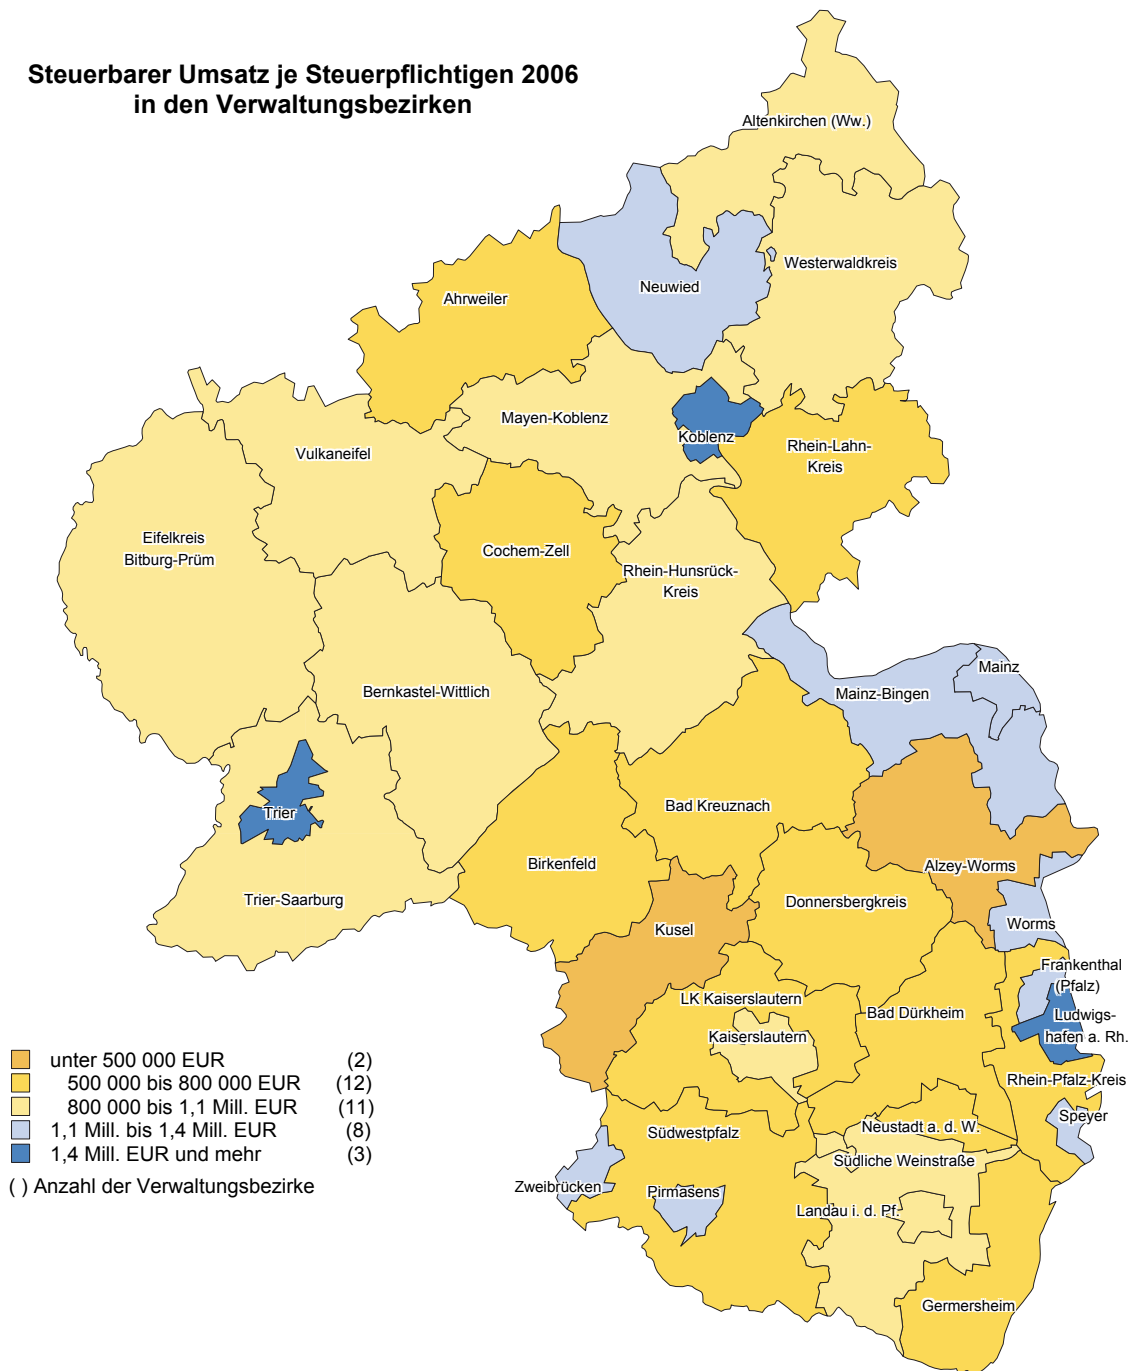 Steuerbarer Umsatz je Steuerpflichtigen 2006
in den Verwaltungsbezirken
Altenkirchen (Ww.)
Westerwaldkreis
Neuwied
Ahrweiler
Mayen-Koblenz
Koblenz
Rhein-Lahn-
Kreis
Vulkaneifel
Eifelkreis
Bitburg-Prüm
Cochem-Zell
Rhein-Hunsrück-
Kreis
Mainz
Mainz-Bingen
Bernkastel-Wittlich
Bad Kreuznach
Trier
Birkenfeld
Alzey-Worms
Trier-Saarburg
Donnersbergkreis
Kusel
Worms
Frankenthal
(Pfalz)
LK Kaiserslautern
Bad Dürkheim
Ludwigs-
hafen a. Rh.
Kaiserslautern
Rhein-Pfalz-Kreis
Speyer
Neustadt a. d. W.
Südwestpfalz
Südliche Weinstraße
Zweibrücken
Pirmasens
Landau i. d. Pf.
Germersheim
unter 500 000 EUR (2)
500 000 bis 800 000 EUR (12)
800 000 bis 1,1 Mill. EUR (11)
1,1 Mill. bis 1,4 Mill. EUR (8)
1,4 Mill. EUR und mehr (3)
( ) Anzahl der Verwaltungsbezirke